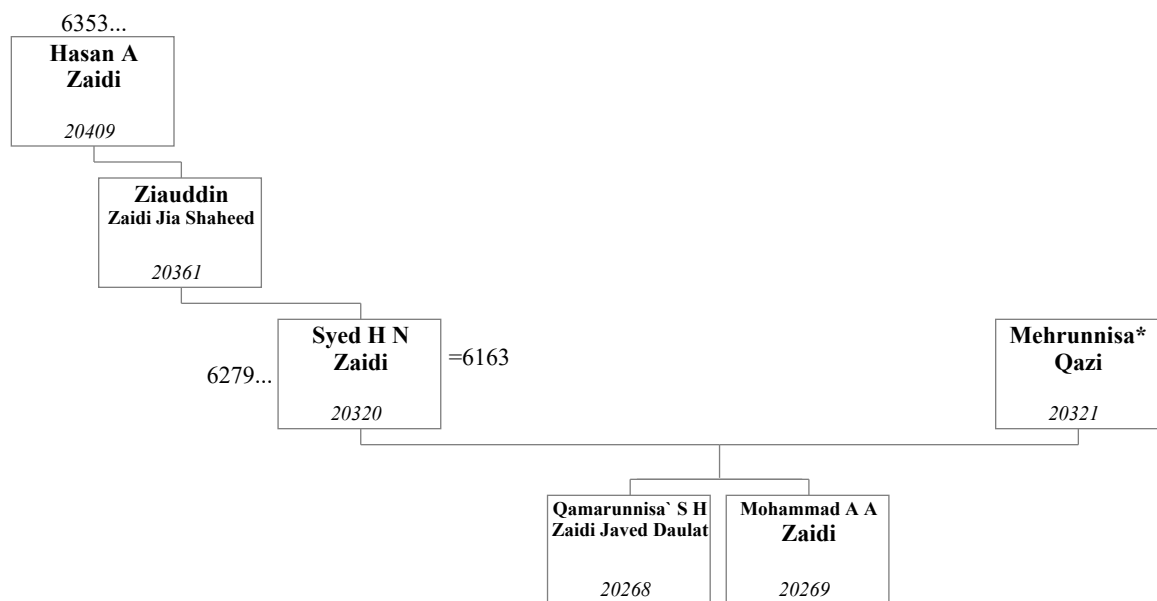 6353...
Hasan A
Zaidi
20409
Ziauddin
Zaidi Jia Shaheed
20361
Syed H N
Zaidi
20320
6279...
=6163
Mehrunnisa*
Qazi
20321
Qamarunnisa` S H
Zaidi Javed Daulat
20268
Mohammad A A
Zaidi
20269